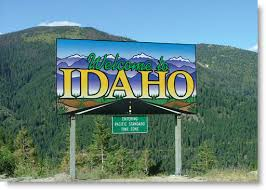 Welcome to
IDAHO
ENTERING
PACIFIC STANDARD
TIME ZONE